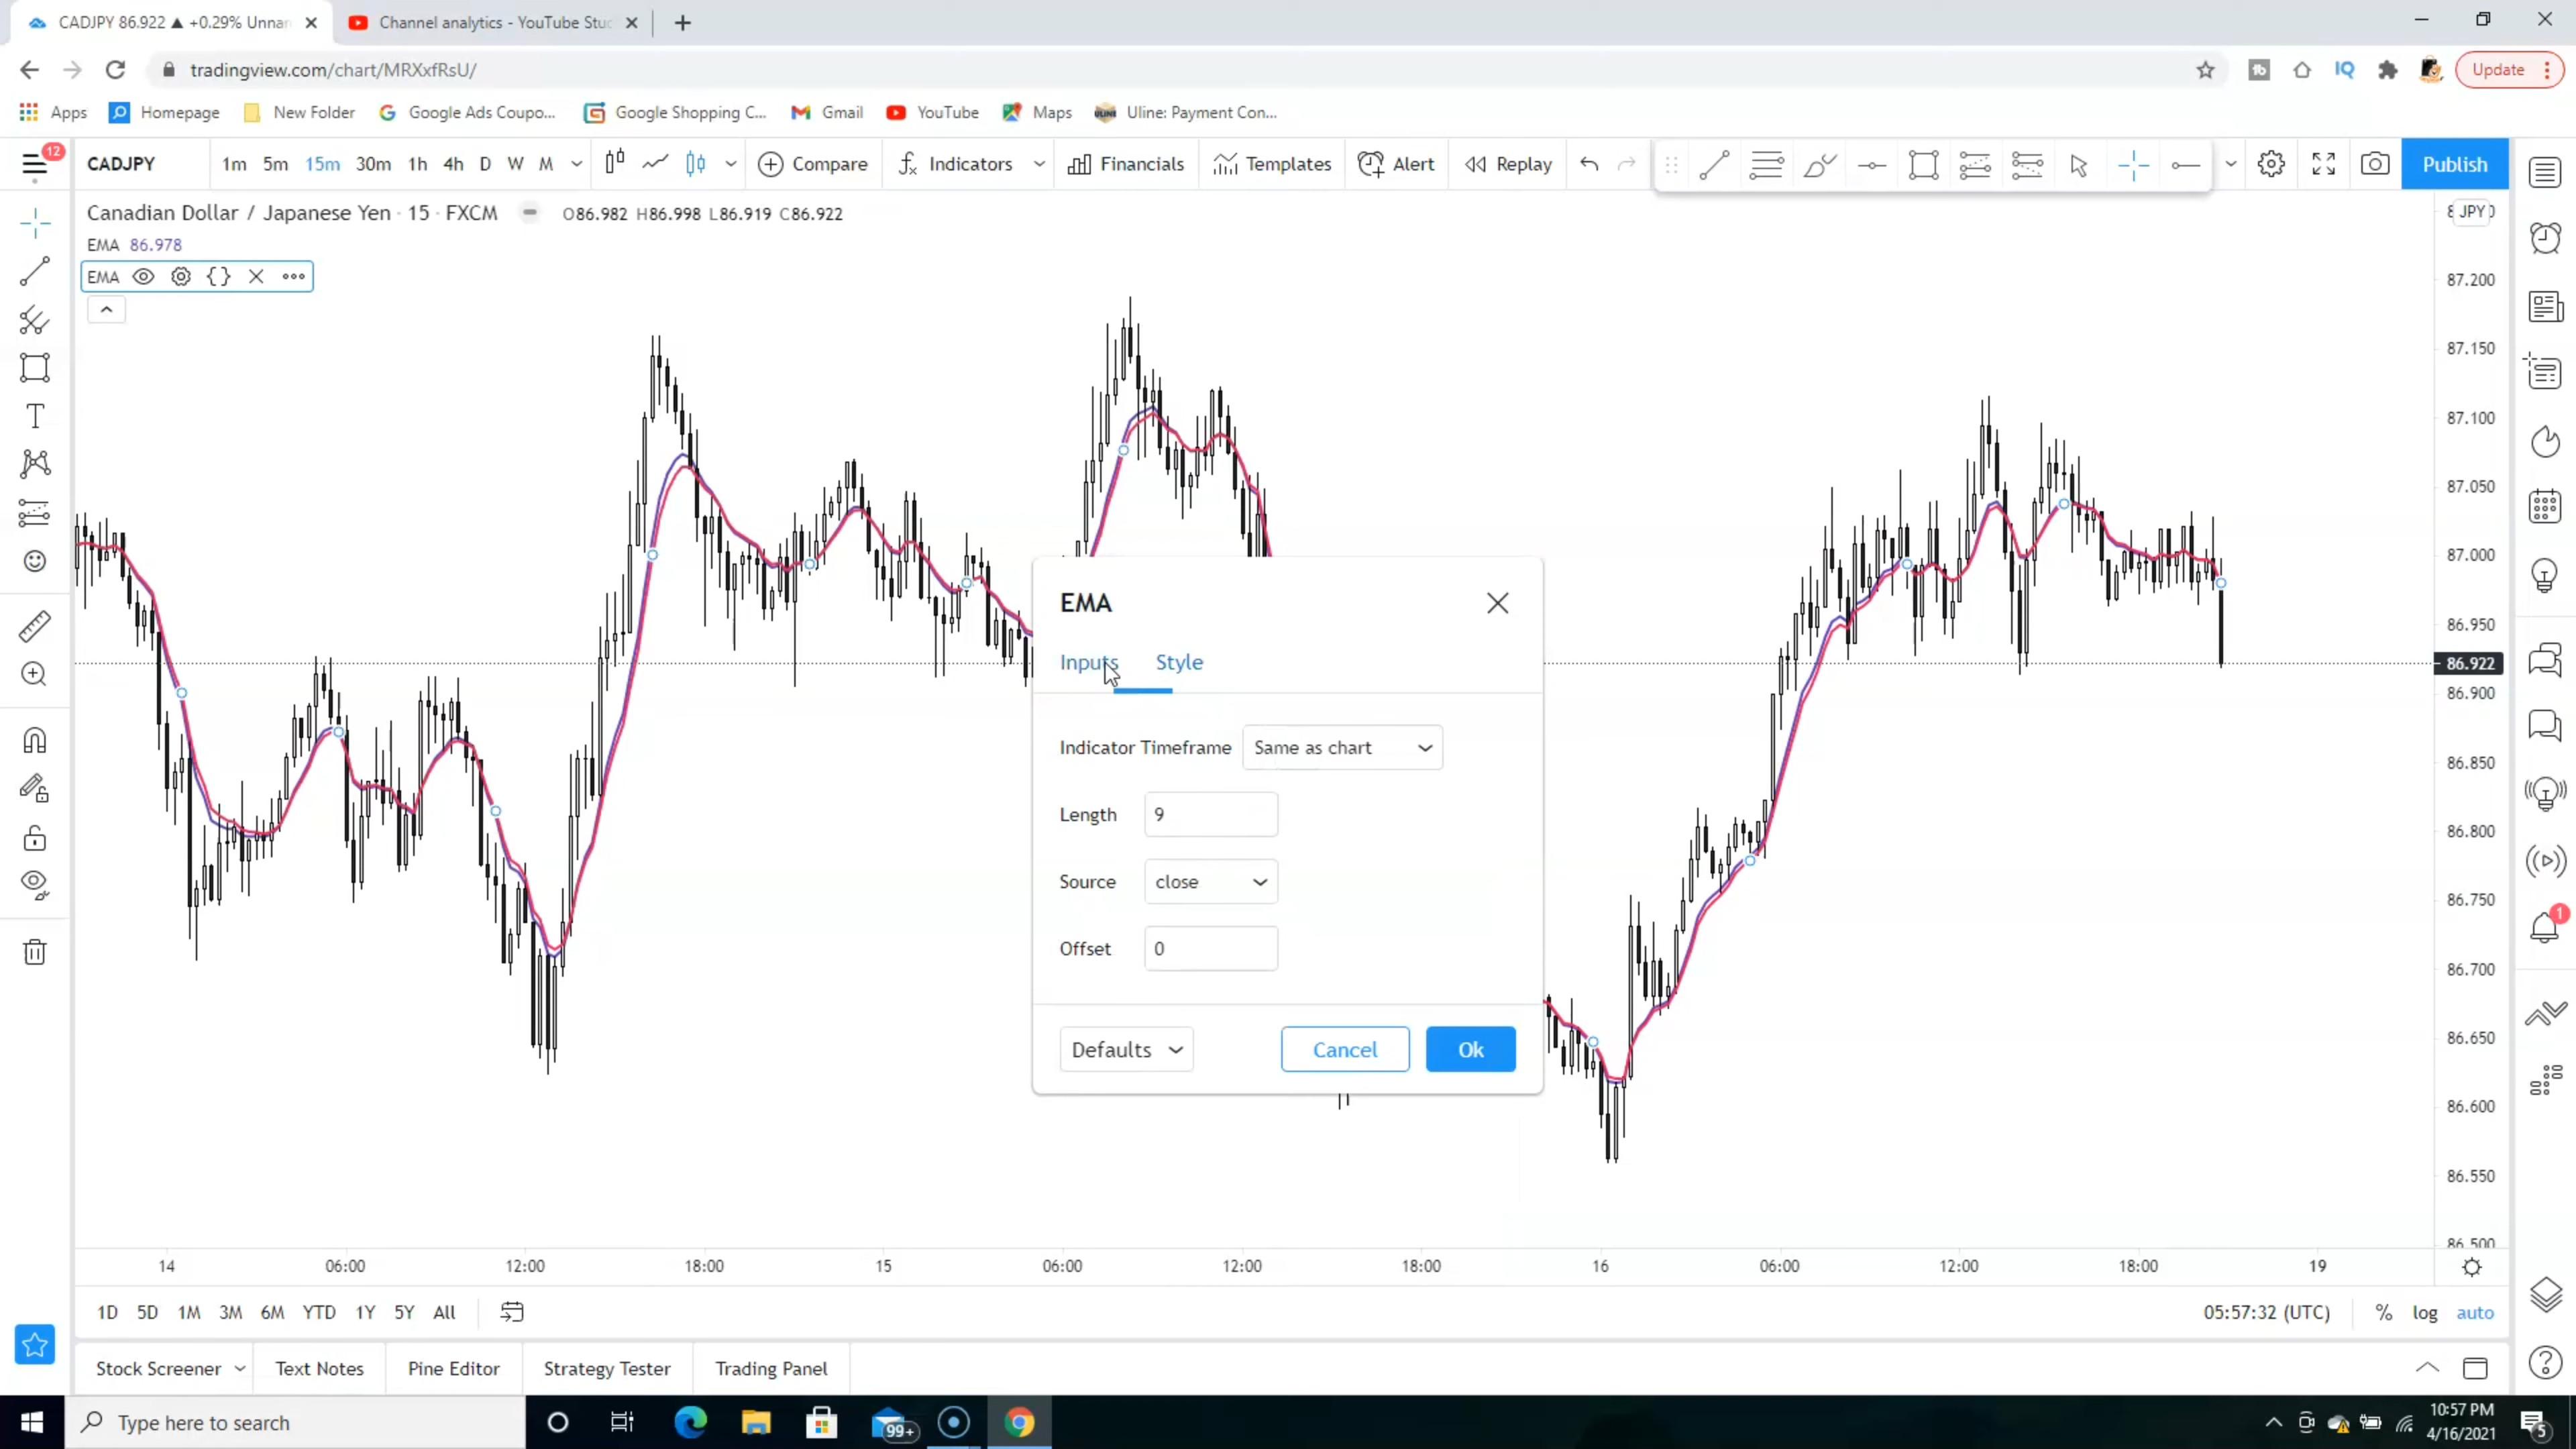 CADJPY 86.922 ▲ +0.29% Unnan
Channel analytics - YouTube Stud
tradingview.com/chart/MRXxfRsU/
Update
Apps
Homepage
New Folder
Google Ads Coupo...
Google Shopping C...
Gmail
YouTube
Maps
Uline: Payment Con...
12
CADJPY
1m 5m 15m 30m 1h 4h D W M
Compare
Indicators
Financials
Templates
Alert
Replay
Publish
Canadian Dollar / Japanese Yen · 15 · FXCM
O86.982 H86.998 L86.919 C86.922
JPY
EMA 86.978
EMA
87.200
87.150
87.100
87.050
87.000
86.950
86.922
86.900
86.850
86.800
86.750
86.700
86.650
86.600
86.550
86.500
EMA
Inputs
Style
Indicator Timeframe
Same as chart
Length
9
Source
close
Offset
0
Defaults
Cancel
Ok
1
14 06:00 12:00 18:00 15 06:00 12:00 18:00 16 06:00 12:00 18:00 19
1D 5D 1M 3M 6M YTD 1Y 5Y All
05:57:32 (UTC)
% log auto
Stock Screener
Text Notes
Pine Editor
Strategy Tester
Trading Panel
Type here to search
99+
10:57 PM
4/16/2021
5